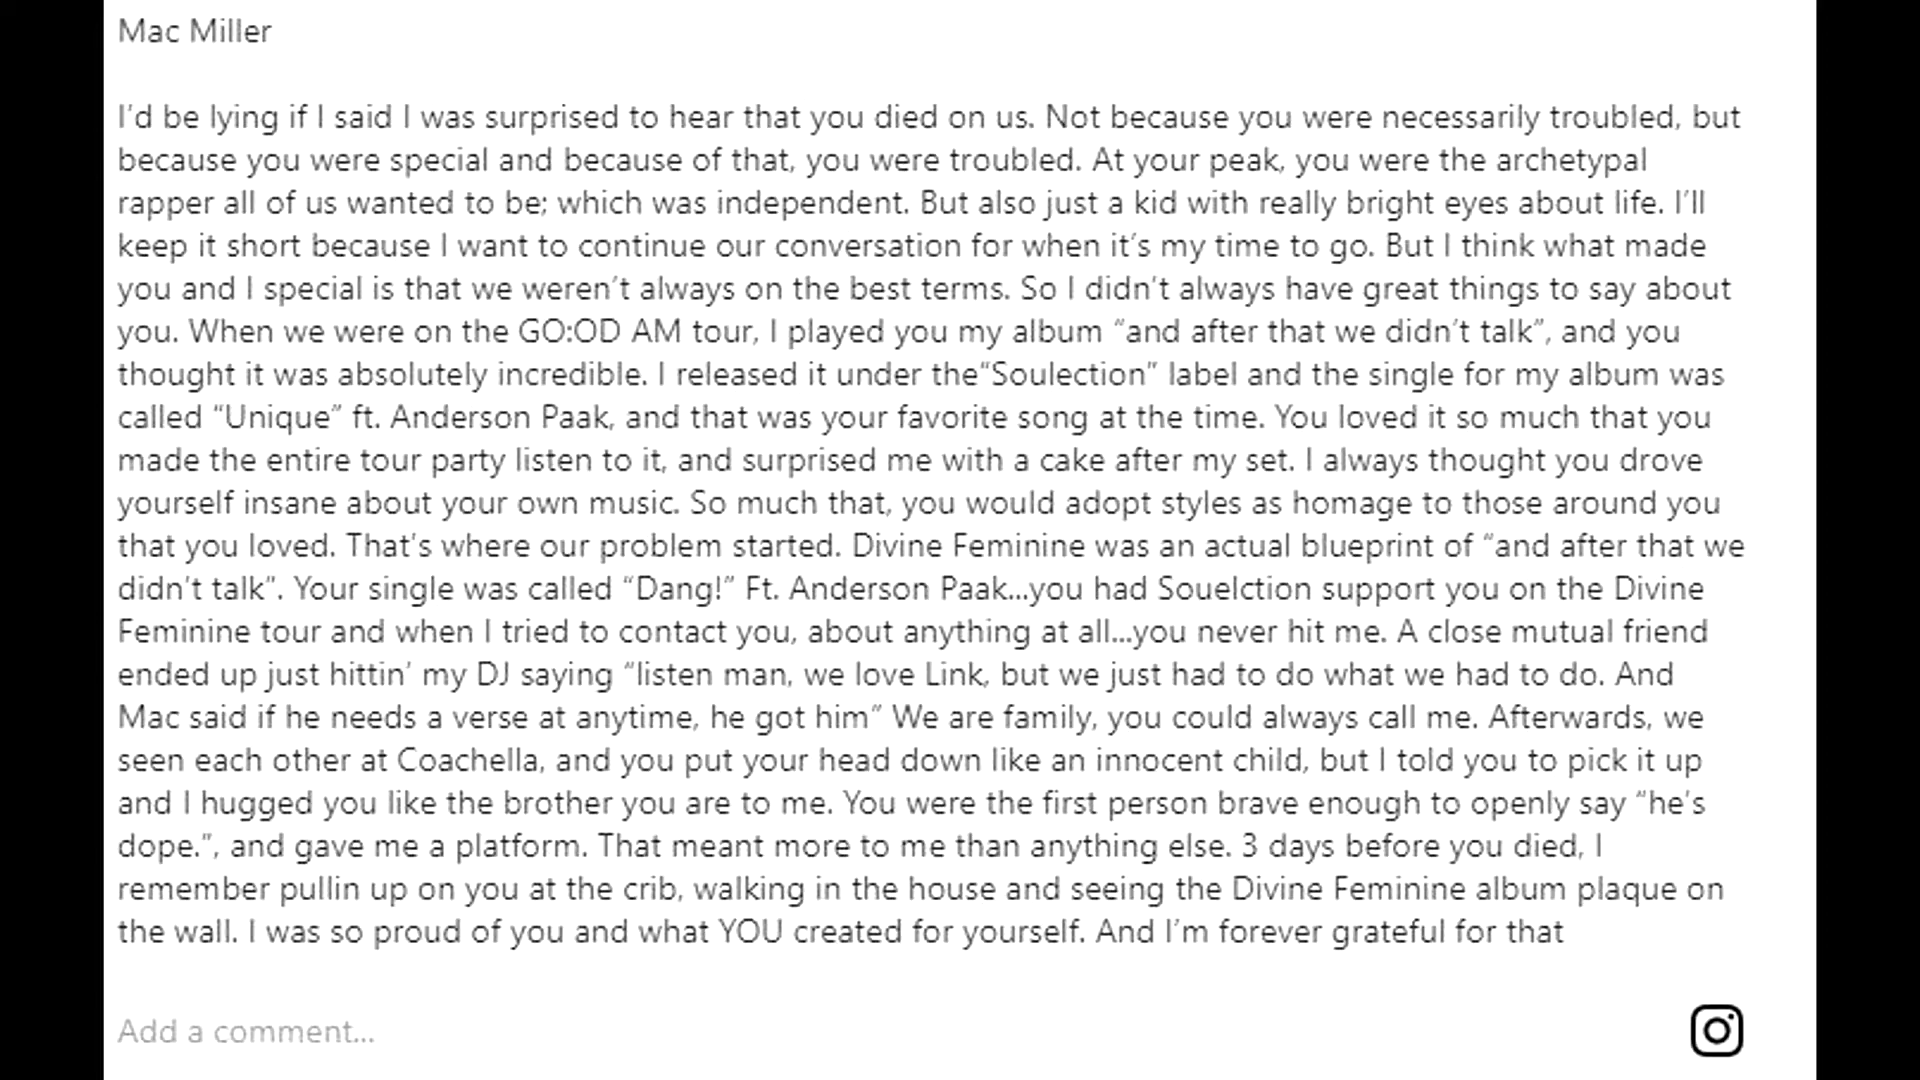 Mac Miller
I'd be lying if I said I was surprised to hear that you died on us. Not because you were necessarily troubled, but
because you were special and because of that, you were troubled. At your peak, you were the archetypal
rapper all of us wanted to be; which was independent. But also just a kid with really bright eyes about life. I'll
keep it short because I want to continue our conversation for when it's my time to go. But I think what made
you and I special is that we weren't always on the best terms. So I didn't always have great things to say about
you. When we were on the GO:OD AM tour, I played you my album “and after that we didn't talk”, and you
thought it was absolutely incredible. I released it under the“Soulection” label and the single for my album was
called “Unique” ft. Anderson Paak, and that was your favorite song at the time. You loved it so much that you
made the entire tour party listen to it, and surprised me with a cake after my set. I always thought you drove
yourself insane about your own music. So much that, you would adopt styles as homage to those around you
that you loved. That's where our problem started. Divine Feminine was an actual blueprint of “and after that we
didn't talk”. Your single was called “Dang!” Ft. Anderson Paak...you had Souelction support you on the Divine
Feminine tour and when I tried to contact you, about anything at all...you never hit me. A close mutual friend
ended up just hittin' my DJ saying “listen man, we love Link, but we just had to do what we had to do. And
Mac said if he needs a verse at anytime, he got him” We are family, you could always call me. Afterwards, we
seen each other at Coachella, and you put your head down like an innocent child, but I told you to pick it up
and I hugged you like the brother you are to me. You were the first person brave enough to openly say “he's
dope.”, and gave me a platform. That meant more to me than anything else. 3 days before you died, I
remember pullin up on you at the crib, walking in the house and seeing the Divine Feminine album plaque on
the wall. I was so proud of you and what YOU created for yourself. And I'm forever grateful for that
Add a comment...